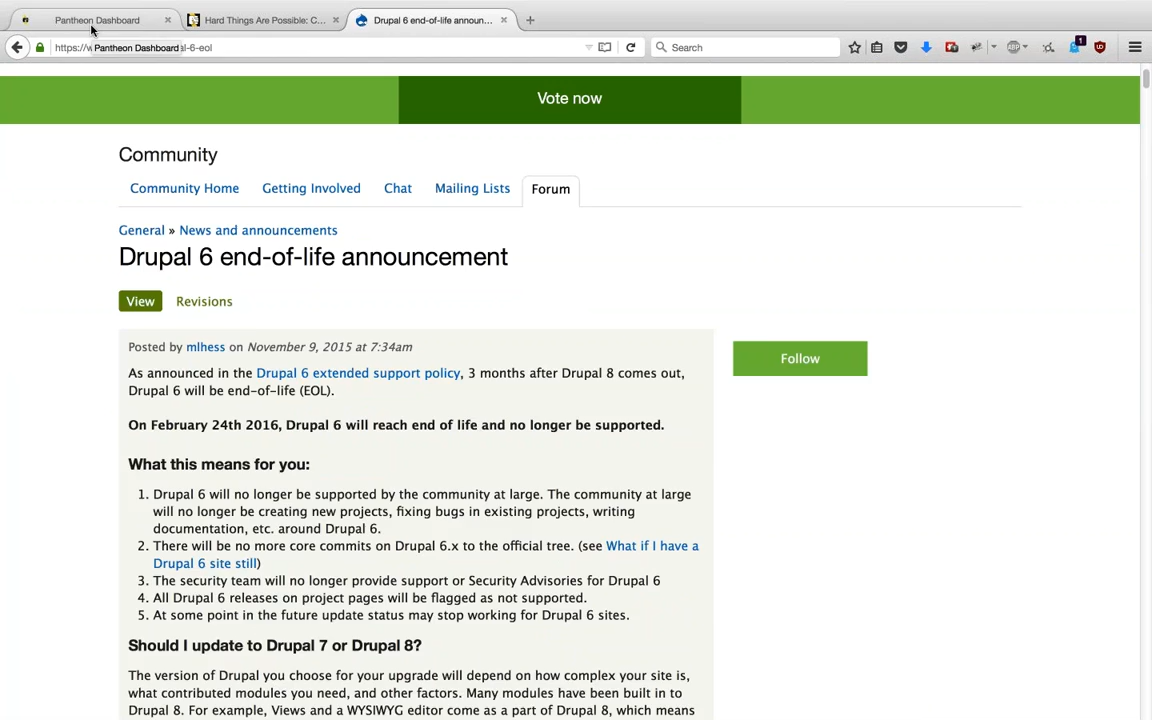 Pantheon Dashboard
Hard Things Are Possible: C...
Drupal 6 end-of-life announ...
https://w
Pantheon Dashboard
al-6-eol
Search
ABP
1
Vote now
Community
Community Home
Getting Involved
Chat
Mailing Lists
Forum
General » News and announcements
Drupal 6 end-of-life announcement
View
Revisions
Posted by mlhess on November 9, 2015 at 7:34am
Follow
As announced in the Drupal 6 extended support policy, 3 months after Drupal 8 comes out,
Drupal 6 will be end-of-life (EOL).
On February 24th 2016, Drupal 6 will reach end of life and no longer be supported.
What this means for you:
1. Drupal 6 will no longer be supported by the community at large. The community at large
will no longer be creating new projects, fixing bugs in existing projects, writing
documentation, etc. around Drupal 6.
2. There will be no more core commits on Drupal 6.x to the official tree. (see What if I have a
Drupal 6 site still)
3. The security team will no longer provide support or Security Advisories for Drupal 6
4. All Drupal 6 releases on project pages will be flagged as not supported.
5. At some point in the future update status may stop working for Drupal 6 sites.
Should I update to Drupal 7 or Drupal 8?
The version of Drupal you choose for your upgrade will depend on how complex your site is,
what contributed modules you need, and other factors. Many modules have been built in to
Drupal 8. For example, Views and a WYSIWYG editor come as a part of Drupal 8, which means